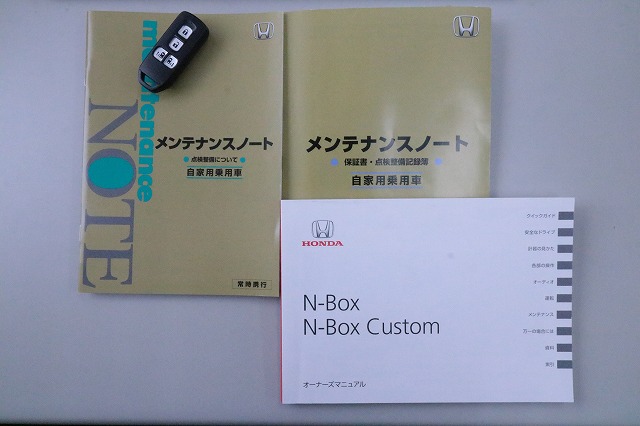 maintenance
NOTE
メンテナンスノート
点検整備について
自家用乗用車
常時携行
メンテナンスノート
保証書・点検整備記録簿
自家用乗用車
HONDA
N-Box
N-Box Custom
オーナーズマニュアル
クイックガイド
安全なドライブ
計器の見かた
各部の操作
オーディオ
運転
メンテナンス
万一の場合には
資料
索引